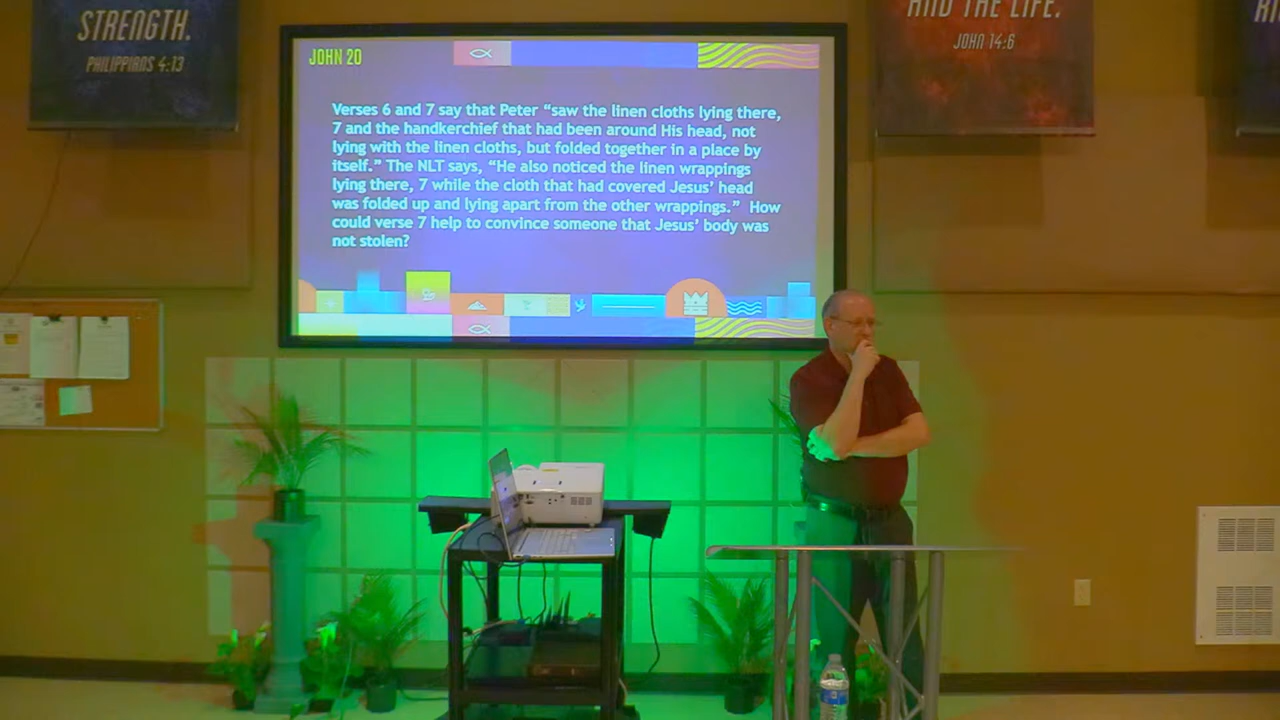 STRENGTH.
PHILIPPIANS 4:13
AND THE LIFE.
JOHN 14:6
JOHN 20
Verses 6 and 7 say that Peter “saw the linen cloths lying there,
7 and the handkerchief that had been around His head, not
lying with the linen cloths, but folded together in a place by
itself.” The NLT says, “He also noticed the linen wrappings
lying there, 7 while the cloth that had covered Jesus’ head
was folded up and lying apart from the other wrappings.”  How
could verse 7 help to convince someone that Jesus’ body was
not stolen?